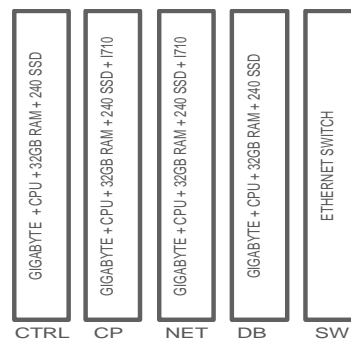 GIGABYTE + CPU + 32GB RAM + 240 SSD
GIGABYTE + CPU + 32GB RAM + 240 SSD + I710
GIGABYTE + CPU + 32GB RAM + 240 SSD + I710
GIGABYTE + CPU + 32GB RAM + 240 SSD
ETHERNET SWITCH
CTRL CP NET DB SW